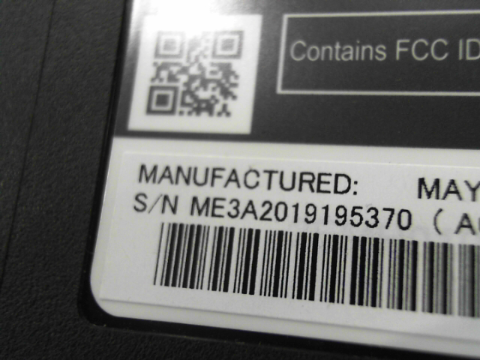 Contains FCC ID
MANUFACTURED: MAY
S/N ME3A2019195370 (